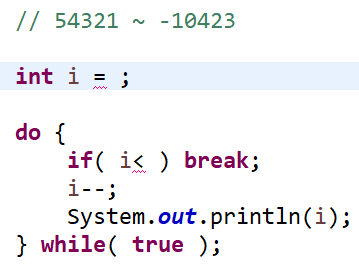 // 54321 ~ -10423
int i = ;
do {
    if( i< ) break;
    i--;
    System.out.println(i);
} while( true );